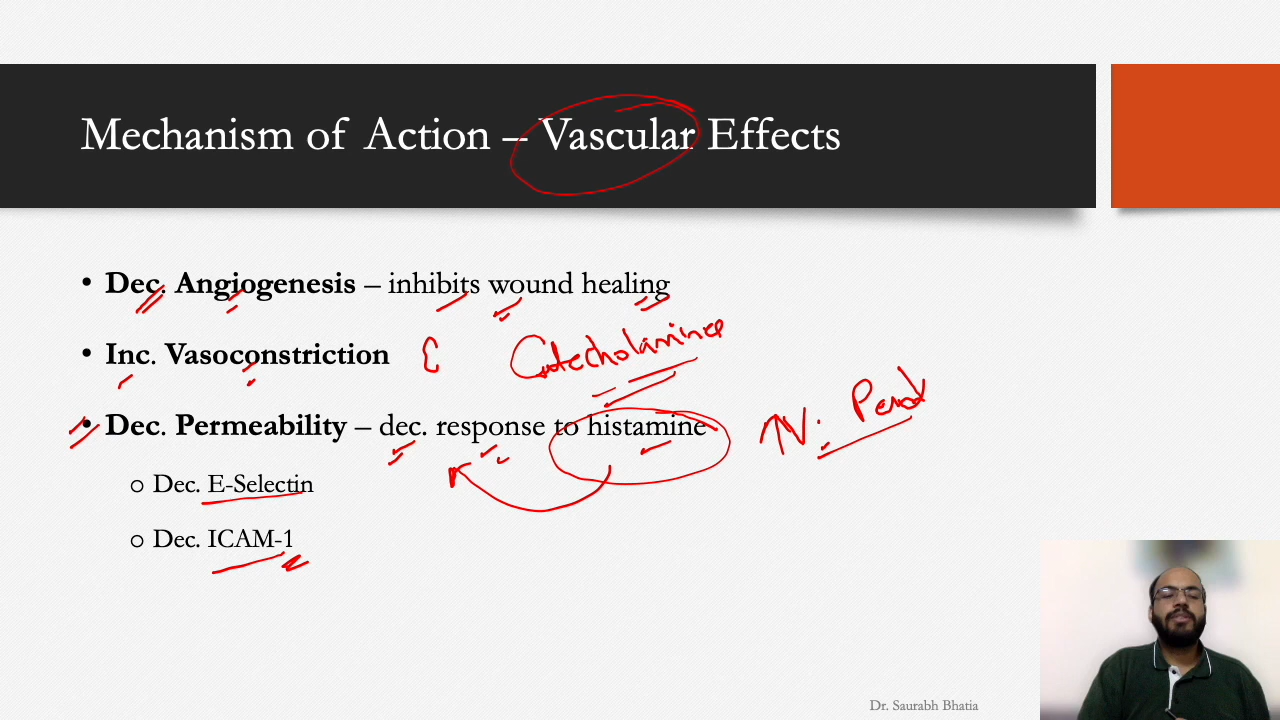 Mechanism of Action – Vascular Effects
• Dec. Angiogenesis – inhibits wound healing
• Inc. Vasoconstriction
Catecholamines
• Dec. Permeability – dec. response to histamine
↑V.
o Dec. E-Selectin
o Dec. ICAM-1
Dr. Saurabh Bhatia